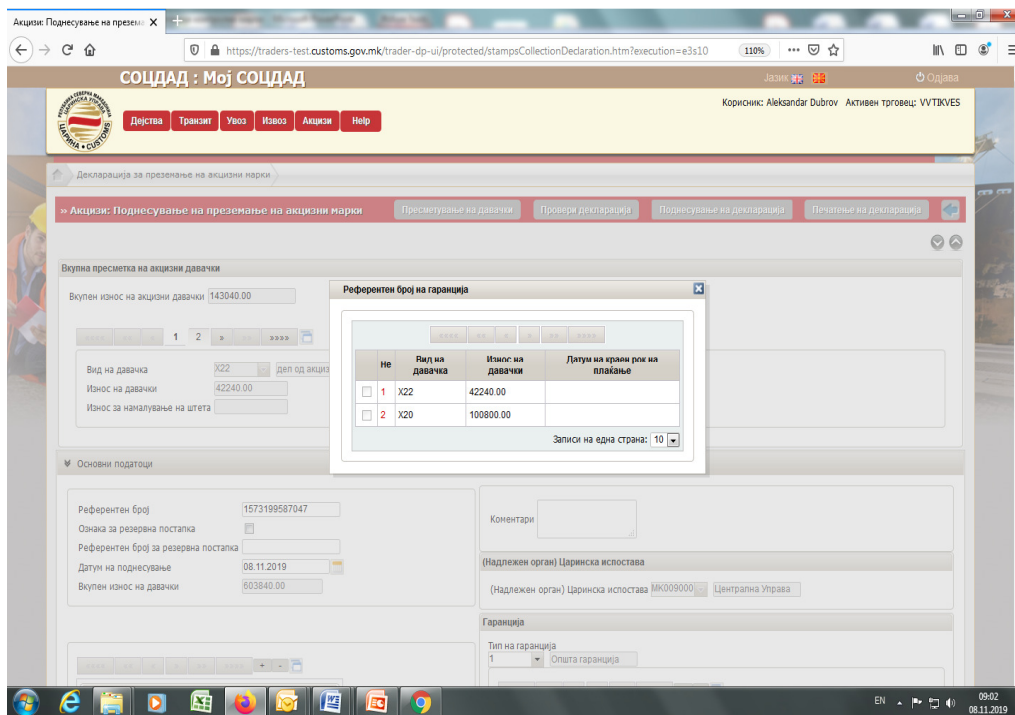 Акцизи: Поднесување на презема X
https://traders-test.customs.gov.mk/trader-dp-ui/protected/stampsCollectionDeclaration.htm?execution=e3s10
110%
СОЦДАД : Мој СОЦДАД
Јазик
Одјава
Корисник: Aleksandar Dubrov Активен трговец: VVTIKVES
Дејства Транзит Увоз Извоз Акцизи Help
Декларација за преземање на акцизни марки
» Акцизи: Поднесување на преземање на акцизни марки
Пресметување на давачки
Провери декларација
Поднесување на декларација
Печатење на декларација
Вкупна пресметка на акцизни давачки
Вкупен износ на акцизни давачки 143040.00
1 2 » »»»»
Вид на давачка X22 дел од акциз
Износ на давачки 42240.00
Износ за намалување на штета
Референтен број на гаранција
Не Вид на давачка Износ на давачки Датум на краен рок на плаќање
1 X22 42240.00
2 X20 100800.00
Записи на една страна: 10
Основни податоци
Референтен број 1573199587047
Ознака за резервна постапка
Референтен број за резервна постапка
Датум на поднесување 08.11.2019
Вкупен износ на давачки 603840.00
Коментари
(Надлежен орган) Царинска испостава
(Надлежен орган) Царинска испостава MK009000 Централна Управа
Гаранција
Тип на гаранција
1 Општа гаранција
+ -
EN
09:02
08.11.2019